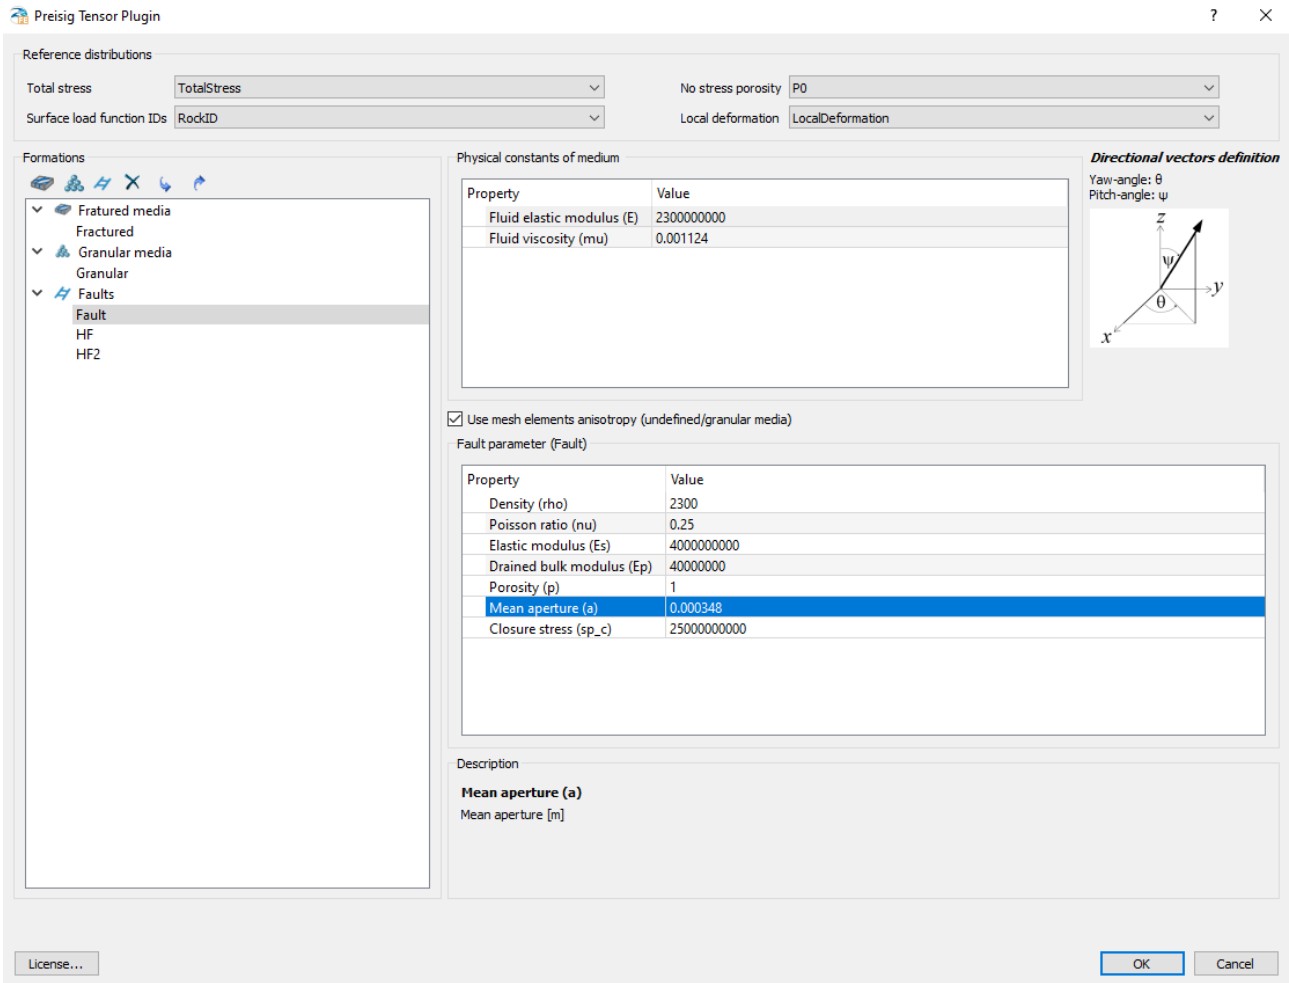 Preisig Tensor Plugin
?
Reference distributions
Total stress TotalStress No stress porosity P0
Surface load function IDs RockID Local deformation LocalDeformation
Formations
Fratured media
Fractured
Granular media
Granular
Faults
Fault
HF
HF2
Physical constants of medium
Property Value
Fluid elastic modulus (E) 2300000000
Fluid viscosity (mu) 0.001124
Directional vectors definition
Yaw-angle: θ
Pitch-angle: ψ
z
ψ
y
θ
x
Use mesh elements anisotropy (undefined/granular media)
Fault parameter (Fault)
Property Value
Density (rho) 2300
Poisson ratio (nu) 0.25
Elastic modulus (Es) 4000000000
Drained bulk modulus (Ep) 40000000
Porosity (p) 1
Mean aperture (a) 0.000348
Closure stress (sp_c) 25000000000
Description
Mean aperture (a)
Mean aperture [m]
License... OK Cancel